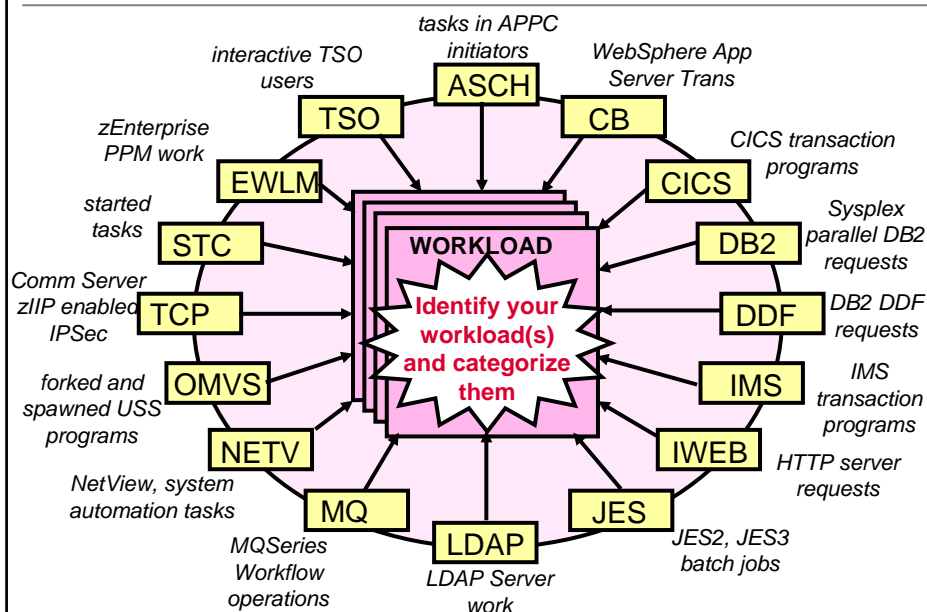 tasks in APPC
initiators
ASCH
WebSphere App
Server Trans
CB
CICS transaction
programs
CICS
Sysplex
parallel DB2
requests
DB2
DB2 DDF
requests
DDF
IMS
transaction
programs
IMS
HTTP server
requests
IWEB
JES2, JES3
batch jobs
JES
LDAP Server
work
LDAP
MQSeries
Workflow
operations
MQ
NetView, system
automation tasks
NETV
forked and
spawned USS
programs
OMVS
Comm Server
zIIP enabled
IPSec
TCP
started
tasks
STC
zEnterprise
PPM work
EWLM
interactive TSO
users
TSO
WORKLOAD
Identify your
workload(s)
and categorize
them